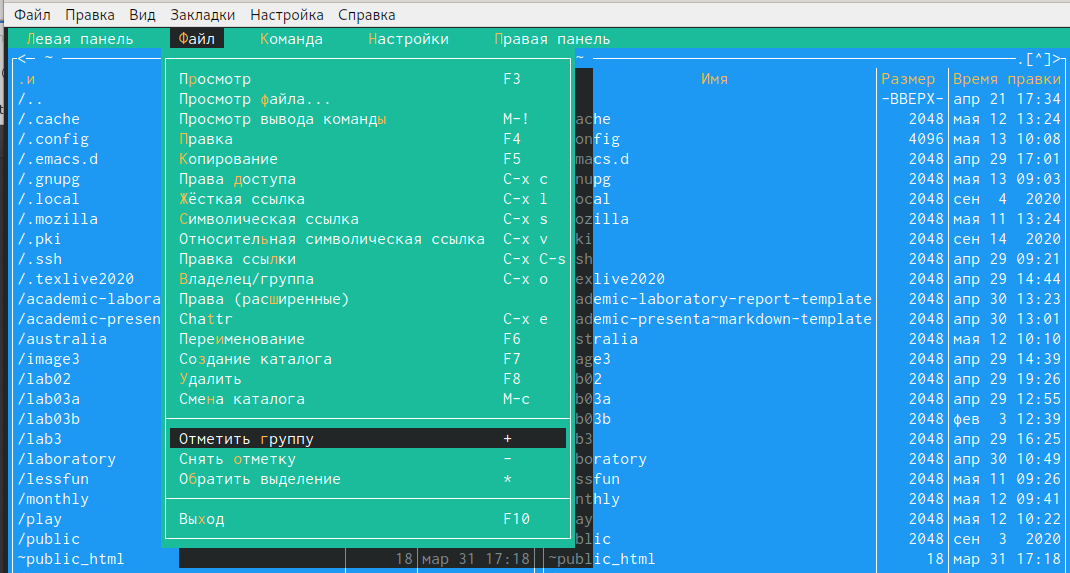 Файл Правка Вид Закладки Настройка Справка
Левая панель Файл Команда Настройки Правая панель
<─ ~ ~ .[^]>
.и Имя Размер Время правки
Просмотр F3
/.. Просмотр файла... -ВВЕРХ- апр 21 17:34
/.cache Просмотр вывода команды M-! ache 2048 мая 12 13:24
/.config Правка F4 onfig 4096 мая 13 10:08
/.emacs.d Копирование F5 macs.d 2048 апр 29 17:01
/.gnupg Права доступа C-x c nupg 2048 мая 13 09:03
/.local Жёсткая ссылка C-x l ocal 2048 сен 4 2020
/.mozilla Символическая ссылка C-x s ozilla 2048 мая 11 13:24
/.pki Относительная символическая ссылка C-x v ki 2048 сен 14 2020
/.ssh Правка ссылки C-x C-s sh 2048 апр 29 09:21
/.texlive2020 Владелец/группа C-x o exlive2020 2048 апр 29 14:44
/academic-labora Права (расширенные) ademic-laboratory-report-template 2048 апр 30 13:23
/academic-presen Chattr C-x e ademic-presenta~markdown-template 2048 апр 30 13:01
/australia Переименование F6 stralia 2048 мая 12 10:10
/image3 Создание каталога F7 age3 2048 апр 29 14:39
/lab02 Удалить F8 b02 2048 апр 29 19:26
/lab03a Смена каталога M-c b03a 2048 апр 29 12:55
/lab03b b03b 2048 фев 3 12:39
/lab3 Отметить группу + b3 2048 апр 29 16:25
/laboratory Снять отметку - boratory 2048 апр 30 10:49
/lessfun Обратить выделение * ssfun 2048 мая 11 09:26
/monthly nthly 2048 мая 12 09:41
/play Выход F10 ay 2048 мая 12 10:22
/public blic 2048 сен 3 2020
~public_html 18 мар 31 17:18 ~public_html 18 мар 31 17:18